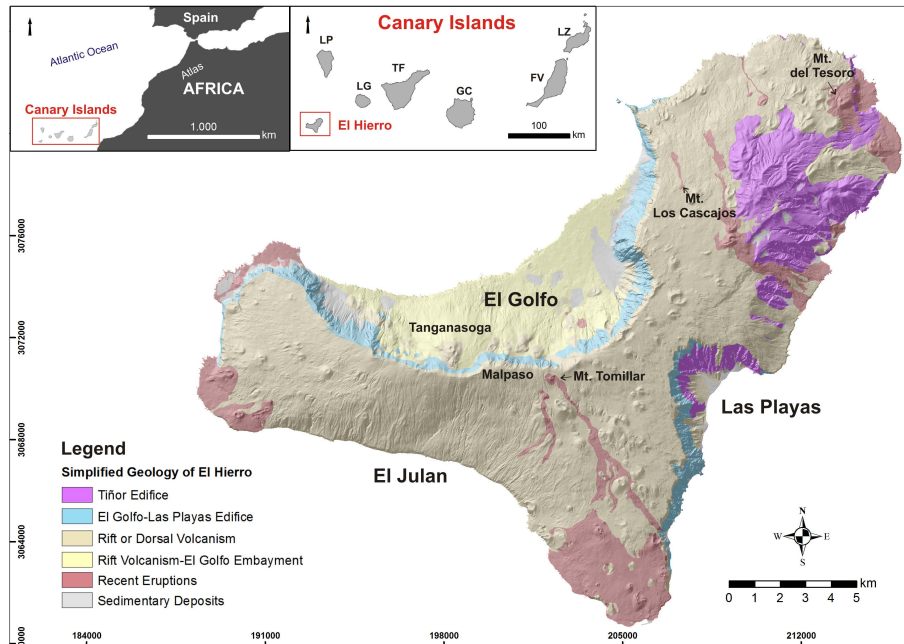 Spain
Atlantic Ocean
Atlas
AFRICA
Canary Islands
1.000
km
Canary Islands
LP
LG
TF
GC
FV
LZ
El Hierro
100
km
Mt.
del Tesoro
Mt.
Los Cascajos
El Golfo
Tanganasoga
Malpaso
Mt. Tomillar
Las Playas
El Julan
Legend
Simplified Geology of El Hierro
Tiñor Edifice
El Golfo-Las Playas Edifice
Rift or Dorsal Volcanism
Rift Volcanism-El Golfo Embayment
Recent Eruptions
Sedimentary Deposits
N
W
E
S
km
0 1 2 3 4 5
3070000
3072000
3068000
3064000
184000
191000
198000
205000
212000